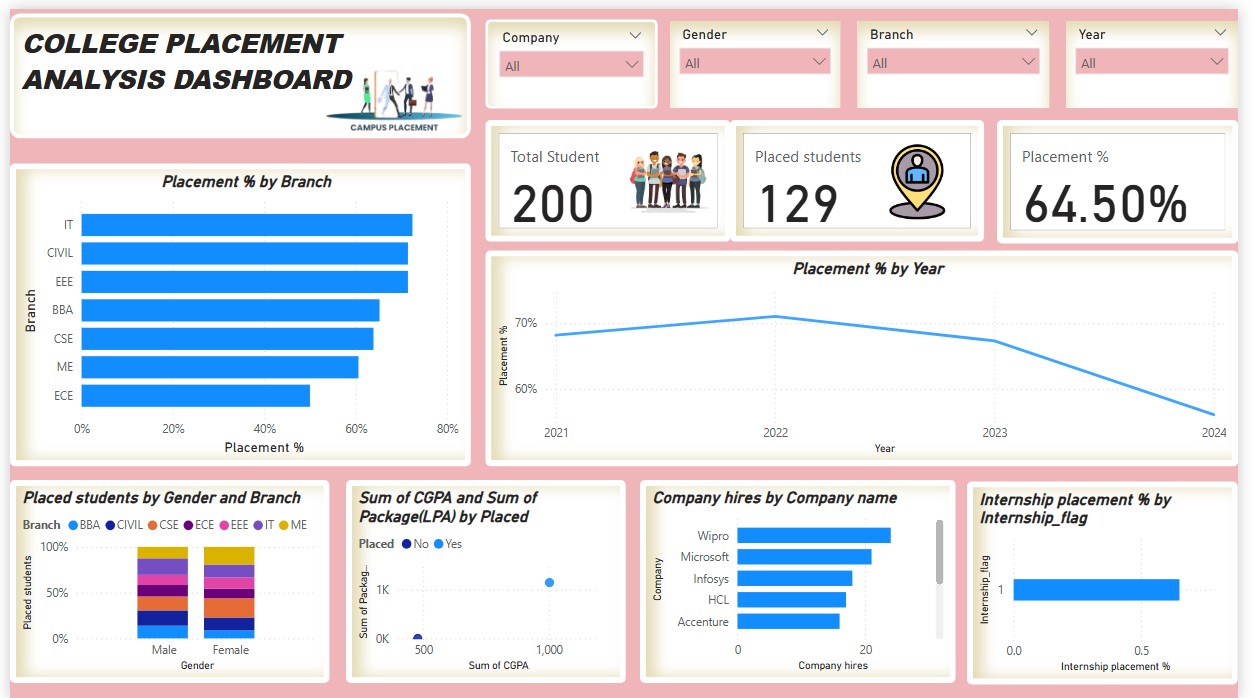 COLLEGE PLACEMENT
ANALYSIS DASHBOARD
CAMPUS PLACEMENT
Company
All
Gender
All
Branch
All
Year
All
Total Student
200
Placed students
129
Placement %
64.50%
Placement % by Branch
Branch
IT
CIVIL
EEE
BBA
CSE
ME
ECE
0% 20% 40% 60% 80%
Placement %
Placement % by Year
Placement %
70%
60%
2021 2022 2023 2024
Year
Placed students by Gender and Branch
Branch BBA CIVIL CSE ECE EEE IT ME
Placed students
100%
50%
0%
Male Female
Gender
Sum of CGPA and Sum of
Package(LPA) by Placed
Placed No Yes
Sum of Packag...
1K
0K
500 1,000
Sum of CGPA
Company hires by Company name
Company
Wipro
Microsoft
Infosys
HCL
Accenture
0 20
Company hires
Internship placement % by
Internship_flag
Internship_flag
1
0.0 0.5
Internship placement %